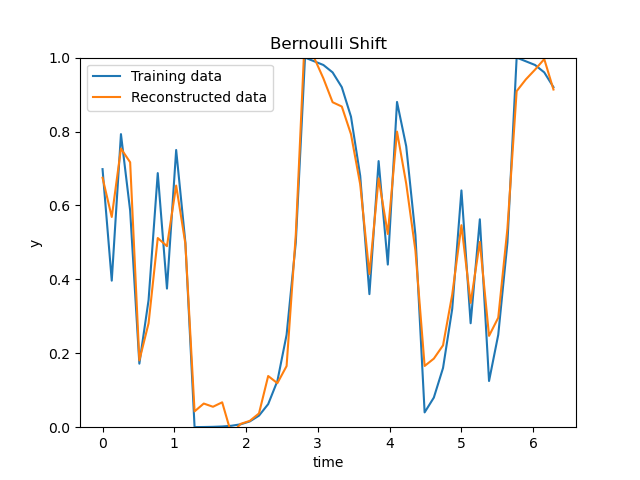 Bernoulli Shift
Training data
Reconstructed data
1.0
0.8
0.6
0.4
0.2
0.0
y
0 1 2 3 4 5 6
time